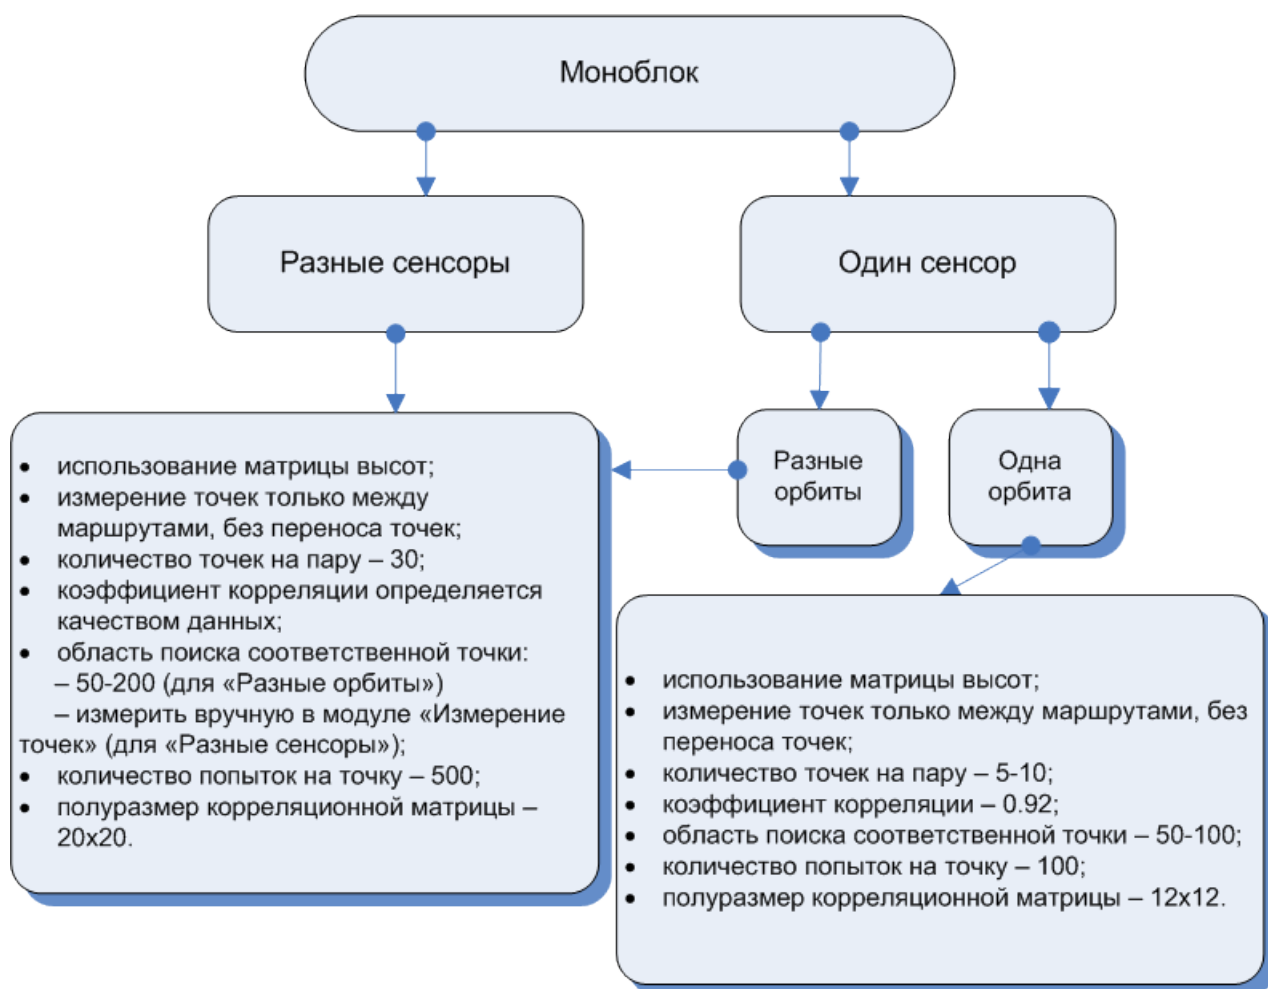 Моноблок
Разные сенсоры
Один сенсор
Разные
орбиты
Одна
орбита
• использование матрицы высот;
• измерение точек только между
маршрутами, без переноса точек;
• количество точек на пару – 30;
• коэффициент корреляции определяется
качеством данных;
• область поиска соответственной точки:
– 50-200 (для «Разные орбиты»)
– измерить вручную в модуле «Измерение
точек» (для «Разные сенсоры»);
• количество попыток на точку – 500;
• полуразмер корреляционной матрицы –
20x20.
• использование матрицы высот;
• измерение точек только между маршрутами, без
переноса точек;
• количество точек на пару – 5-10;
• коэффициент корреляции – 0.92;
• область поиска соответственной точки – 50-100;
• количество попыток на точку – 100;
• полуразмер корреляционной матрицы – 12x12.